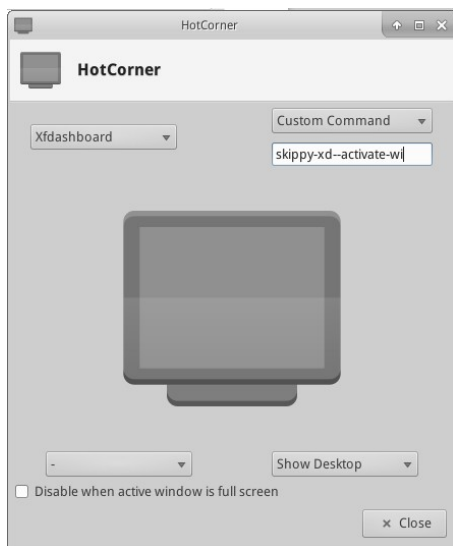 HotCorner
HotCorner
Xfdashboard
Custom Command
skippy-xd--activate-wi
-
Show Desktop
Disable when active window is full screen
Close